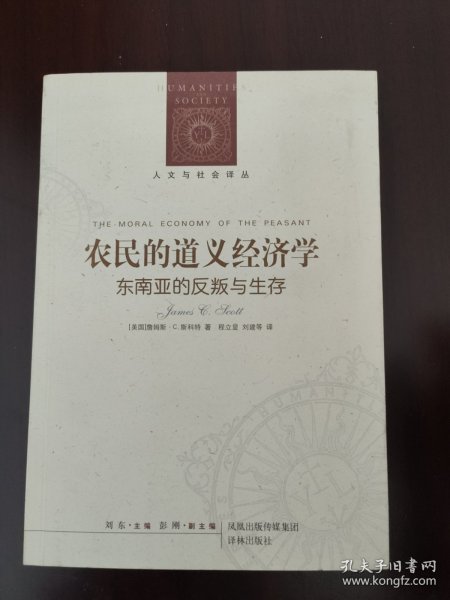 HUMANITIES
SOCIETY
人文与社会译丛
THE MORAL ECONOMY OF THE PEASANT
农民的道义经济学
东南亚的反叛与生存
James C. Scott
[美国]詹姆斯·C.斯科特 著 程立显 刘建等 译
HUMANITIES
刘东·主编 彭刚·副主编
凤凰出版传媒集团
译林出版社
孔夫子旧书网
www.kongfz.com